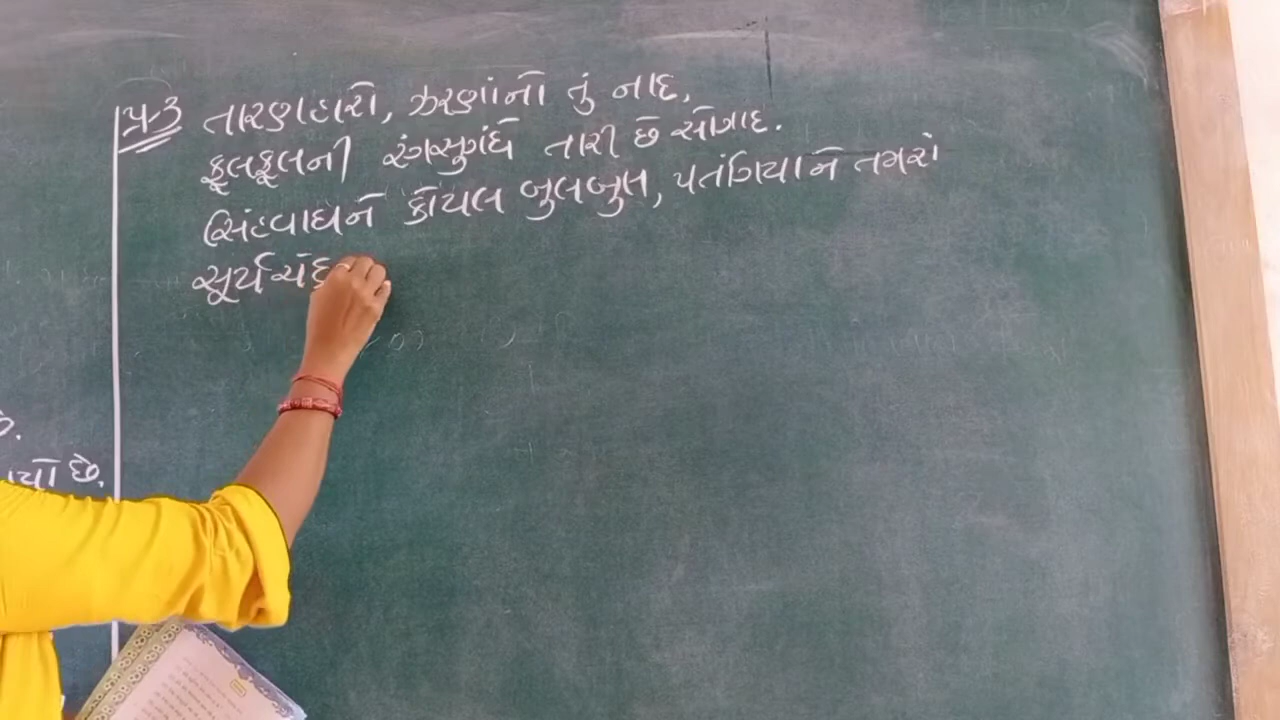 પ્ર-૩ તારણહારો, ઝરણાંનો તું નાદ,
ફૂલફૂલની રંગસુગંધે તારી છે સોગાદ.
સિંહવાઘને કોયલ બુલબુલ, પતંગિયાને તમરાં
સૂર્યચંદ્ર
છે.